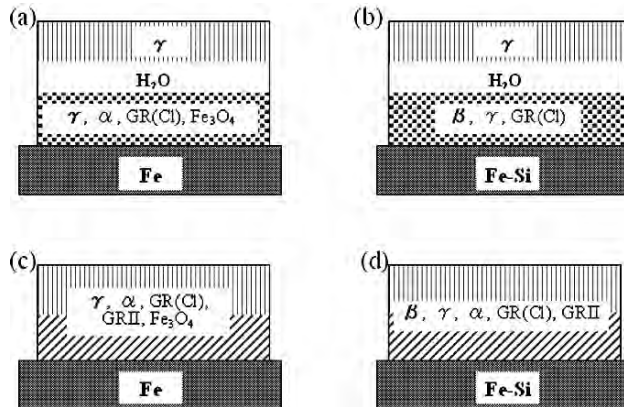 (a)
γ
H₂O
γ, α, GR(Cl), Fe₃O₄
Fe
(b)
γ
H₂O
β, γ, GR(Cl)
Fe-Si
(c)
γ, α, GR(Cl),
GRII, Fe₃O₄
Fe
(d)
β, γ, α, GR(Cl), GRII
Fe-Si